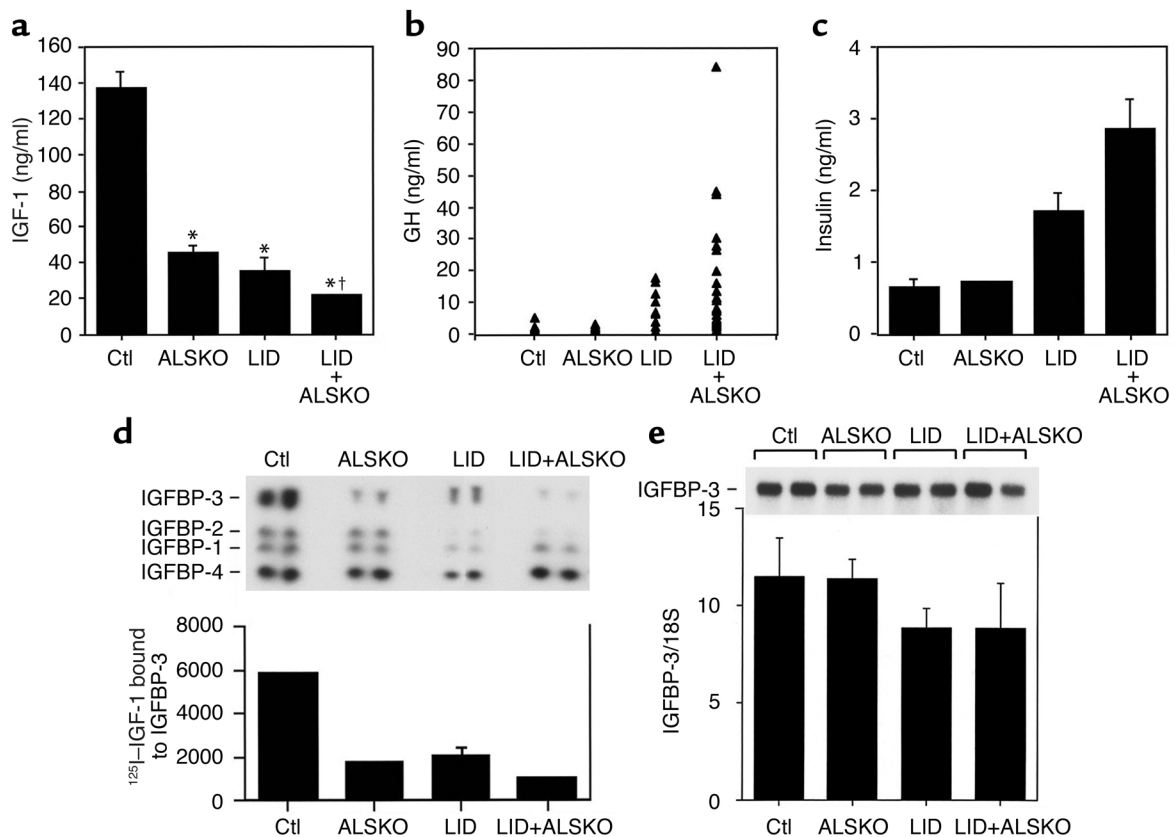 a
IGF-1 (ng/ml)
160
140
120
100
80
60
40
20
0
*
*
*†
Ctl
ALSKO
LID
LID
+
ALSKO
b
GH (ng/ml)
90
80
70
60
50
40
30
20
10
0
Ctl
ALSKO
LID
LID
+
ALSKO
c
Insulin (ng/ml)
4
3
2
1
0
Ctl
ALSKO
LID
LID
+
ALSKO
d
Ctl ALSKO LID LID+ALSKO
IGFBP-3 –
IGFBP-2 –
IGFBP-1 –
IGFBP-4 –
¹²⁵I–IGF-1 bound
to IGFBP-3
8000
6000
4000
2000
0
Ctl ALSKO LID LID+ALSKO
e
Ctl ALSKO LID LID+ALSKO
IGFBP-3 –
IGFBP-3/18S
15
10
5
0
Ctl ALSKO LID LID+ALSKO